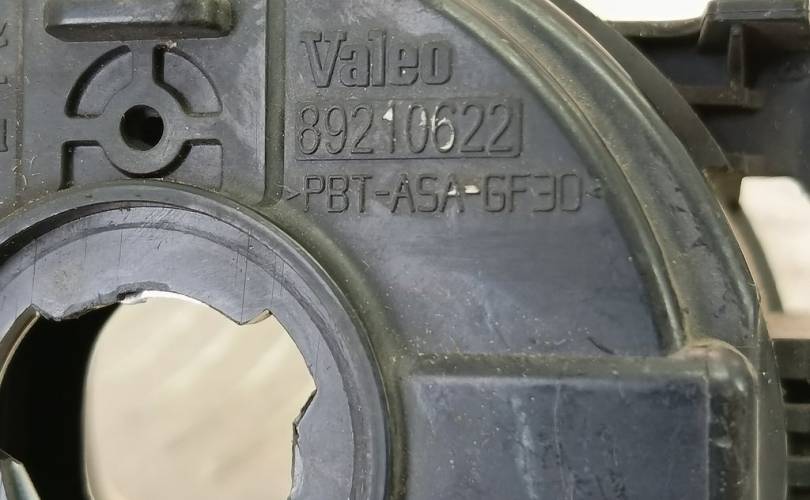 Valeo
89210622
>PBT-ASA-GF30<